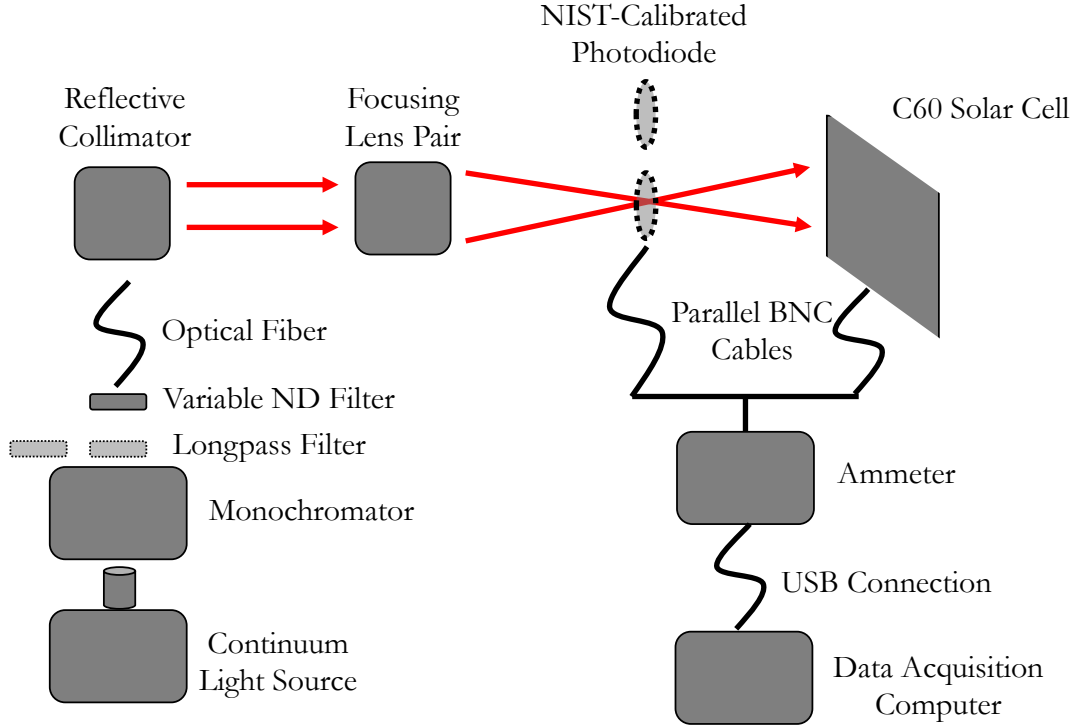 NIST-Calibrated
Photodiode
Reflective
Collimator
Focusing
Lens Pair
C60 Solar Cell
Optical Fiber
Parallel BNC
Cables
Variable ND Filter
Longpass Filter
Ammeter
Monochromator
USB Connection
Continuum
Light Source
Data Acquisition
Computer